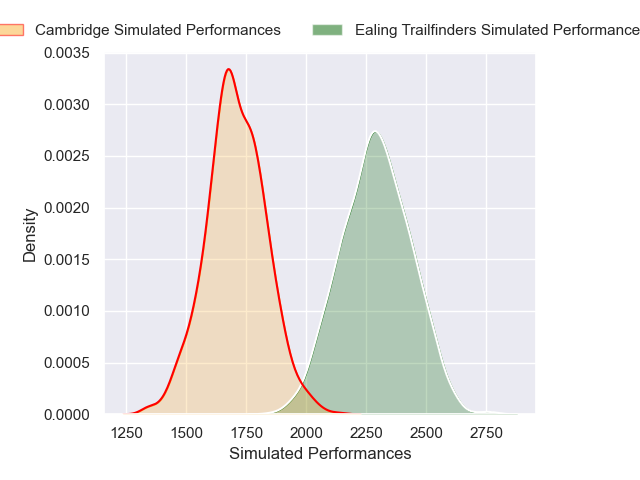 Cambridge Simulated Performances Ealing Trailfinders Simulated Performance
0.0035
0.0030
0.0025
0.0020
0.0015
0.0010
0.0005
0.0000
Density
1250 1500 1750 2000 2250 2500 2750
Simulated Performances